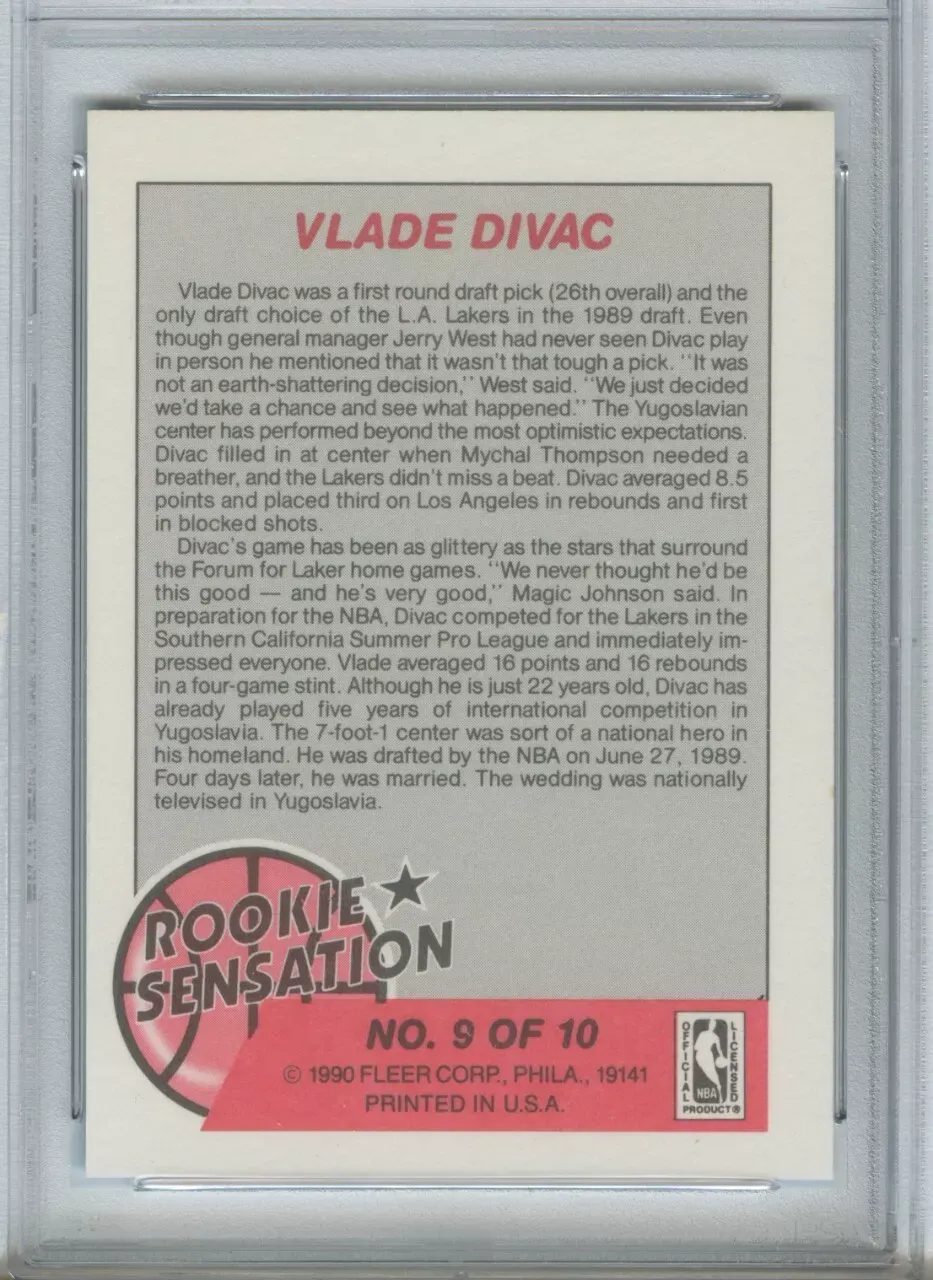 VLADE DIVAC
Vlade Divac was a first round draft pick (26th overall) and the
only draft choice of the L.A. Lakers in the 1989 draft. Even
though general manager Jerry West had never seen Divac play
in person he mentioned that it wasn't that tough a pick. ''It was
not an earth-shattering decision,'' West said. ''We just decided
we'd take a chance and see what happened.'' The Yugoslavian
center has performed beyond the most optimistic expectations.
Divac filled in at center when Mychal Thompson needed a
breather, and the Lakers didn't miss a beat. Divac averaged 8.5
points and placed third on Los Angeles in rebounds and first
in blocked shots.
Divac's game has been as glittery as the stars that surround
the Forum for Laker home games. ''We never thought he'd be
this good — and he's very good,'' Magic Johnson said. In
preparation for the NBA, Divac competed for the Lakers in the
Southern California Summer Pro League and immediately im-
pressed everyone. Vlade averaged 16 points and 16 rebounds
in a four-game stint. Although he is just 22 years old, Divac has
already played five years of international competition in
Yugoslavia. The 7-foot-1 center was sort of a national hero in
his homeland. He was drafted by the NBA on June 27, 1989.
Four days later, he was married. The wedding was nationally
televised in Yugoslavia.
ROOKIE
SENSATION
NO. 9 OF 10
© 1990 FLEER CORP., PHILA., 19141
PRINTED IN U.S.A.
OFFICIAL
LICENSED
NBA
PRODUCT®